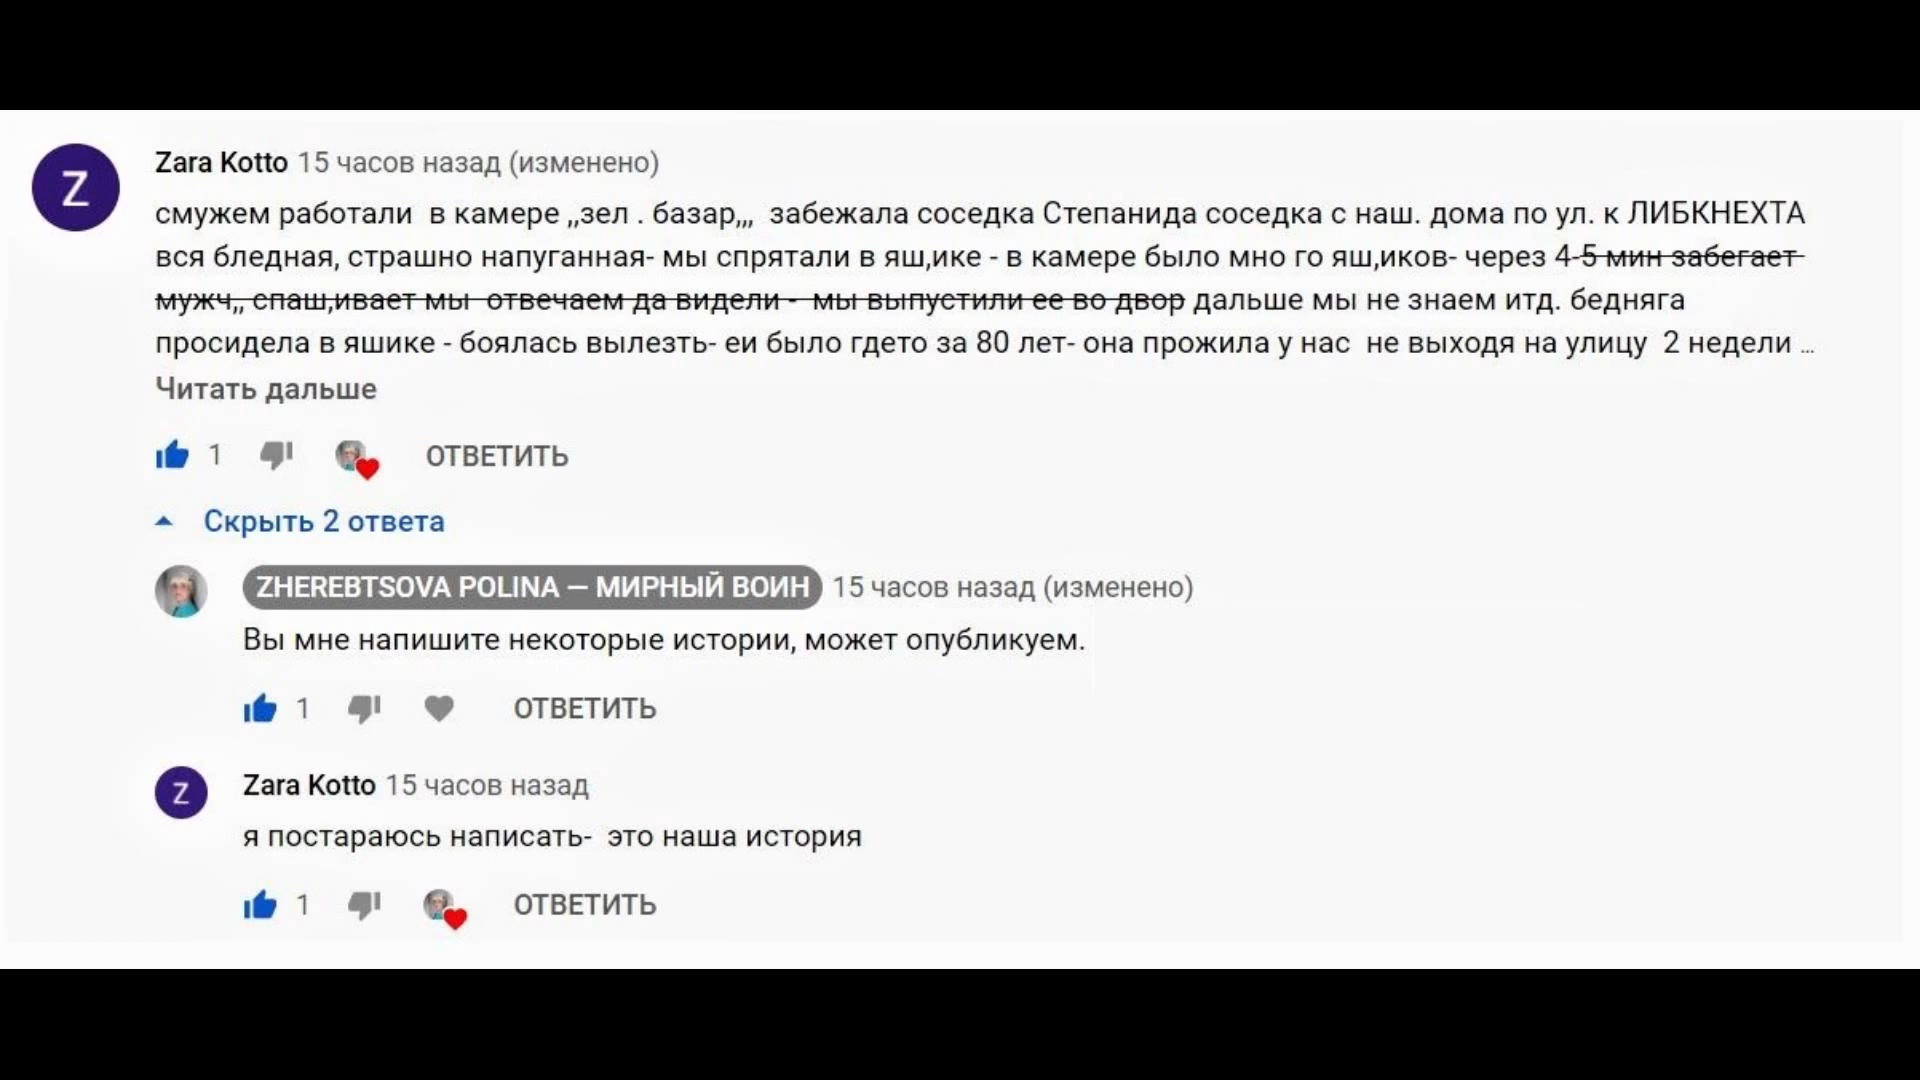 Z
Zara Kotto 15 часов назад (изменено)
смужем работали в камере ,,зел . базар,,, забежала соседка Степанида соседка с наш. дома по ул. к ЛИБКНЕХТА
вся бледная, страшно напуганная- мы спрятали в яш,ике - в камере было мно го яш,иков- через 4-5 мин забегает
мужч,, спаш,ивает мы отвечаем да видели - мы выпустили ее во двор дальше мы не знаем итд. бедняга
просидела в яшике - боялась вылезть- еи было гдето за 80 лет- она прожила у нас не выходя на улицу 2 недели ...
Читать дальше
1 ОТВЕТИТЬ
Скрыть 2 ответа
ZHEREBTSOVA POLINA — МИРНЫЙ ВОИН 15 часов назад (изменено)
Вы мне напишите некоторые истории, может опубликуем.
1 ОТВЕТИТЬ
Z
Zara Kotto 15 часов назад
я постараюсь написать- это наша история
1 ОТВЕТИТЬ